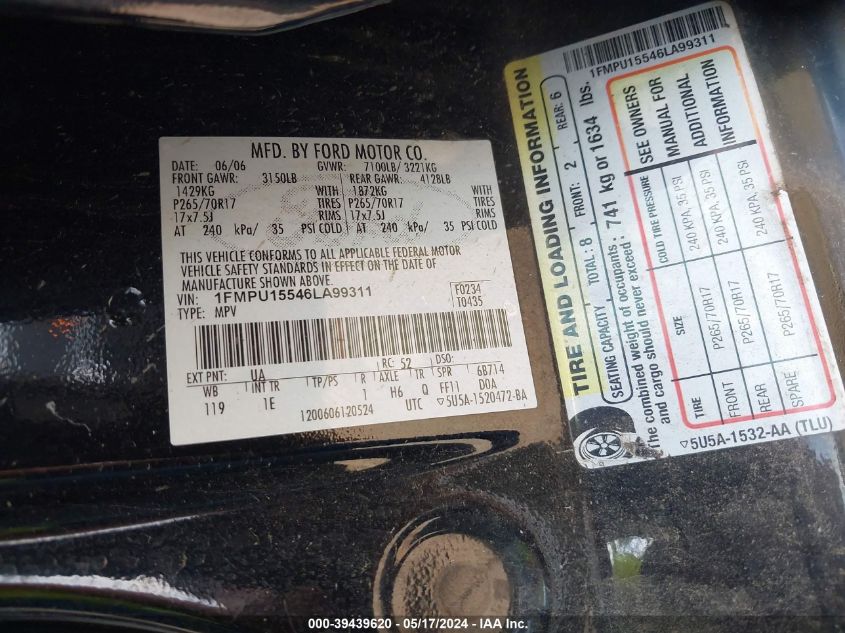 MFD. BY FORD MOTOR CO.
DATE: 06/06 GVWR: 7100LB/ 3221KG
FRONT GAWR: 3150LB REAR GAWR: 4128LB
1429KG WITH 1872KG WITH
P265/70R17 TIRES P265/70R17 TIRES
17x7.5J RIMS 17x7.5J RIMS
AT 240 kPa/ 35 PSI COLD AT 240 kPa/ 35 PSI COLD
THIS VEHICLE CONFORMS TO ALL APPLICABLE FEDERAL MOTOR
VEHICLE SAFETY STANDARDS IN EFFECT ON THE DATE OF
MANUFACTURE SHOWN ABOVE.
VIN: 1FMPU15546LA99311 F0234
TYPE: MPV T0435
EXT PNT: UA RC: 52 DSO:
WB INT TR TP/PS R AXLE TR SPR 6B714
119 1E 1 H6 Q FF11 DOA
1200606120524 UTC 5U5A-1520472-BA
1FMPU15546LA99311
TIRE AND LOADING INFORMATION
SEATING CAPACITY TOTAL: 8 FRONT: 2 REAR: 6
The combined weight of occupants, 741 kg or 1634 lbs.
and cargo should never exceed:
TIRE SIZE COLD TIRE PRESSURE SEE OWNERS
FRONT P265/70R17 240 KPA, 35 PSI MANUAL FOR
REAR P265/70R17 240 KPA, 35 PSI ADDITIONAL
SPARE P265/70R17 240 KPA, 35 PSI INFORMATION
5U5A-1532-AA (TLU)
000-39439620 - 05/17/2024 - IAA Inc.